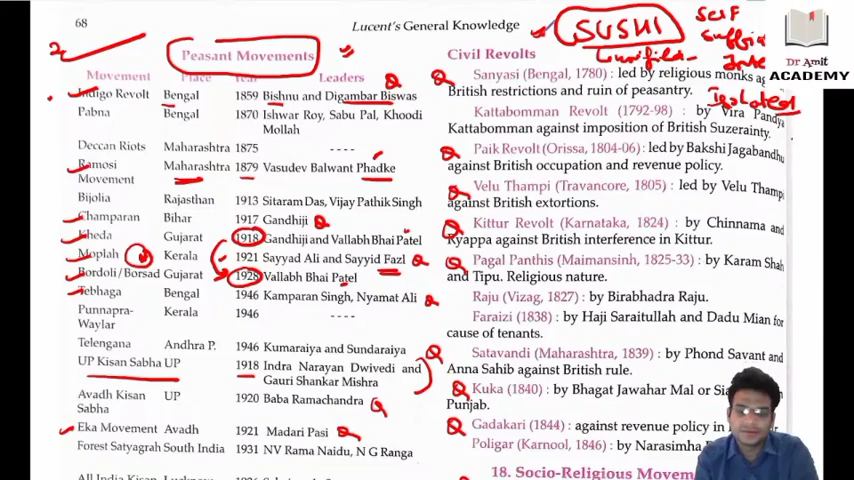 68
Lucent's General Knowledge
SUSHI
Self
Dr Amit
ACADEMY
Isolated
Peasant Movements
Movement Place Year Leaders
Indigo Revolt Bengal 1859 Bishnu and Digambar Biswas
Pabna Bengal 1870 Ishwar Roy, Sabu Pal, Khoodi
Mollah
Deccan Riots Maharashtra 1875 ----
Ramosi Maharashtra 1879 Vasudev Balwant Phadke
Movement
Bijolia Rajasthan 1913 Sitaram Das, Vijay Pathik Singh
Champaran Bihar 1917 Gandhiji
Kheda Gujarat 1918 Gandhiji and Vallabh Bhai Patel
Moplah Kerala 1921 Sayyad Ali and Sayyid Fazl
Bordoli/Borsad Gujarat 1928 Vallabh Bhai Patel
Tebhaga Bengal 1946 Kamparan Singh, Nyamat Ali
Punnapra- Kerala 1946 ----
Waylar
Telengana Andhra P. 1946 Kumaraiya and Sundaraiya
UP Kisan Sabha UP 1918 Indra Narayan Dwivedi and
Gauri Shankar Mishra
Avadh Kisan UP 1920 Baba Ramachandra
Sabha
Eka Movement Avadh 1921 Madari Pasi
Forest Satyagrah South India 1931 NV Rama Naidu, N G Ranga
All India Kisan
Civil Revolts
Sanyasi (Bengal, 1780): led by religious monks
British restrictions and ruin of peasantry.
Kattabomman Revolt (1792-98): by Vira Pandya
Kattabomman against imposition of British Suzerainty.
Paik Revolt (Orissa, 1804-06): led by Bakshi Jagabandhu
against British occupation and revenue policy.
Velu Thampi (Travancore, 1805): led by Velu Thampi
against British extortions.
Kittur Revolt (Karnataka, 1824): by Chinnama and
Ryappa against British interference in Kittur.
Pagal Panthis (Maimansinh, 1825-33): by Karam Shah
and Tipu. Religious nature.
Raju (Vizag, 1827): by Birabhadra Raju.
Faraizi (1838): by Haji Saraitullah and Dadu Mian for
cause of tenants.
Satavandi (Maharashtra, 1839): by Phond Savant and
Anna Sahib against British rule.
Kuka (1840): by Bhagat Jawahar Mal or
Punjab.
Gadakari (1844): against revenue policy in
Poligar (Karnool, 1846): by Narasimha
18. Socio-Religious